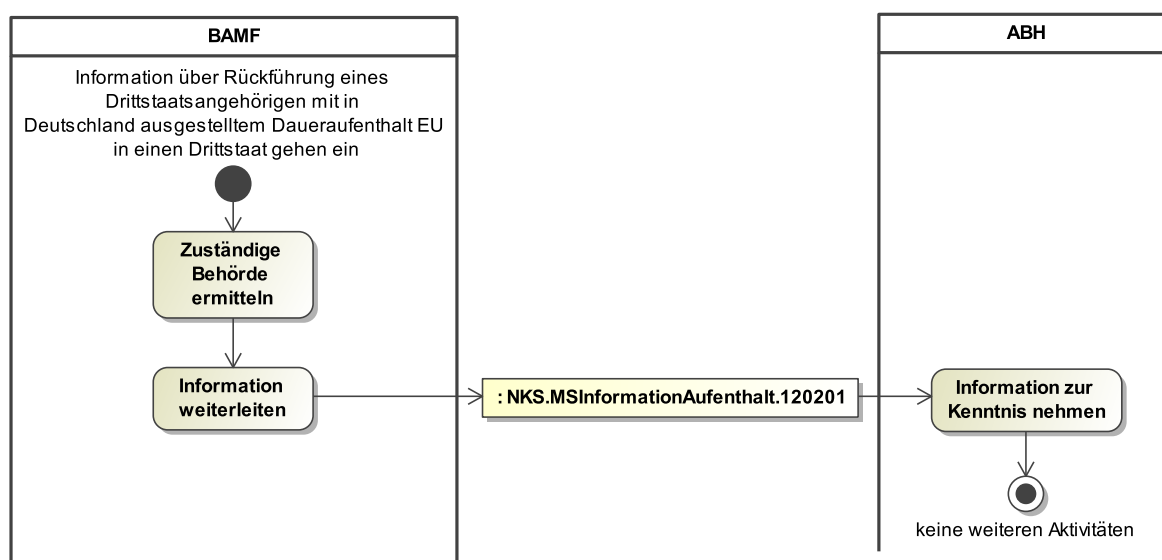 BAMF
Information über Rückführung eines
Drittstaatsangehörigen mit in
Deutschland ausgestelltem Daueraufenthalt EU
in einen Drittstaat gehen ein
Zuständige
Behörde
ermitteln
Information
weiterleiten
: NKS.MSInformationAufenthalt.120201
ABH
Information zur
Kenntnis nehmen
keine weiteren Aktivitäten